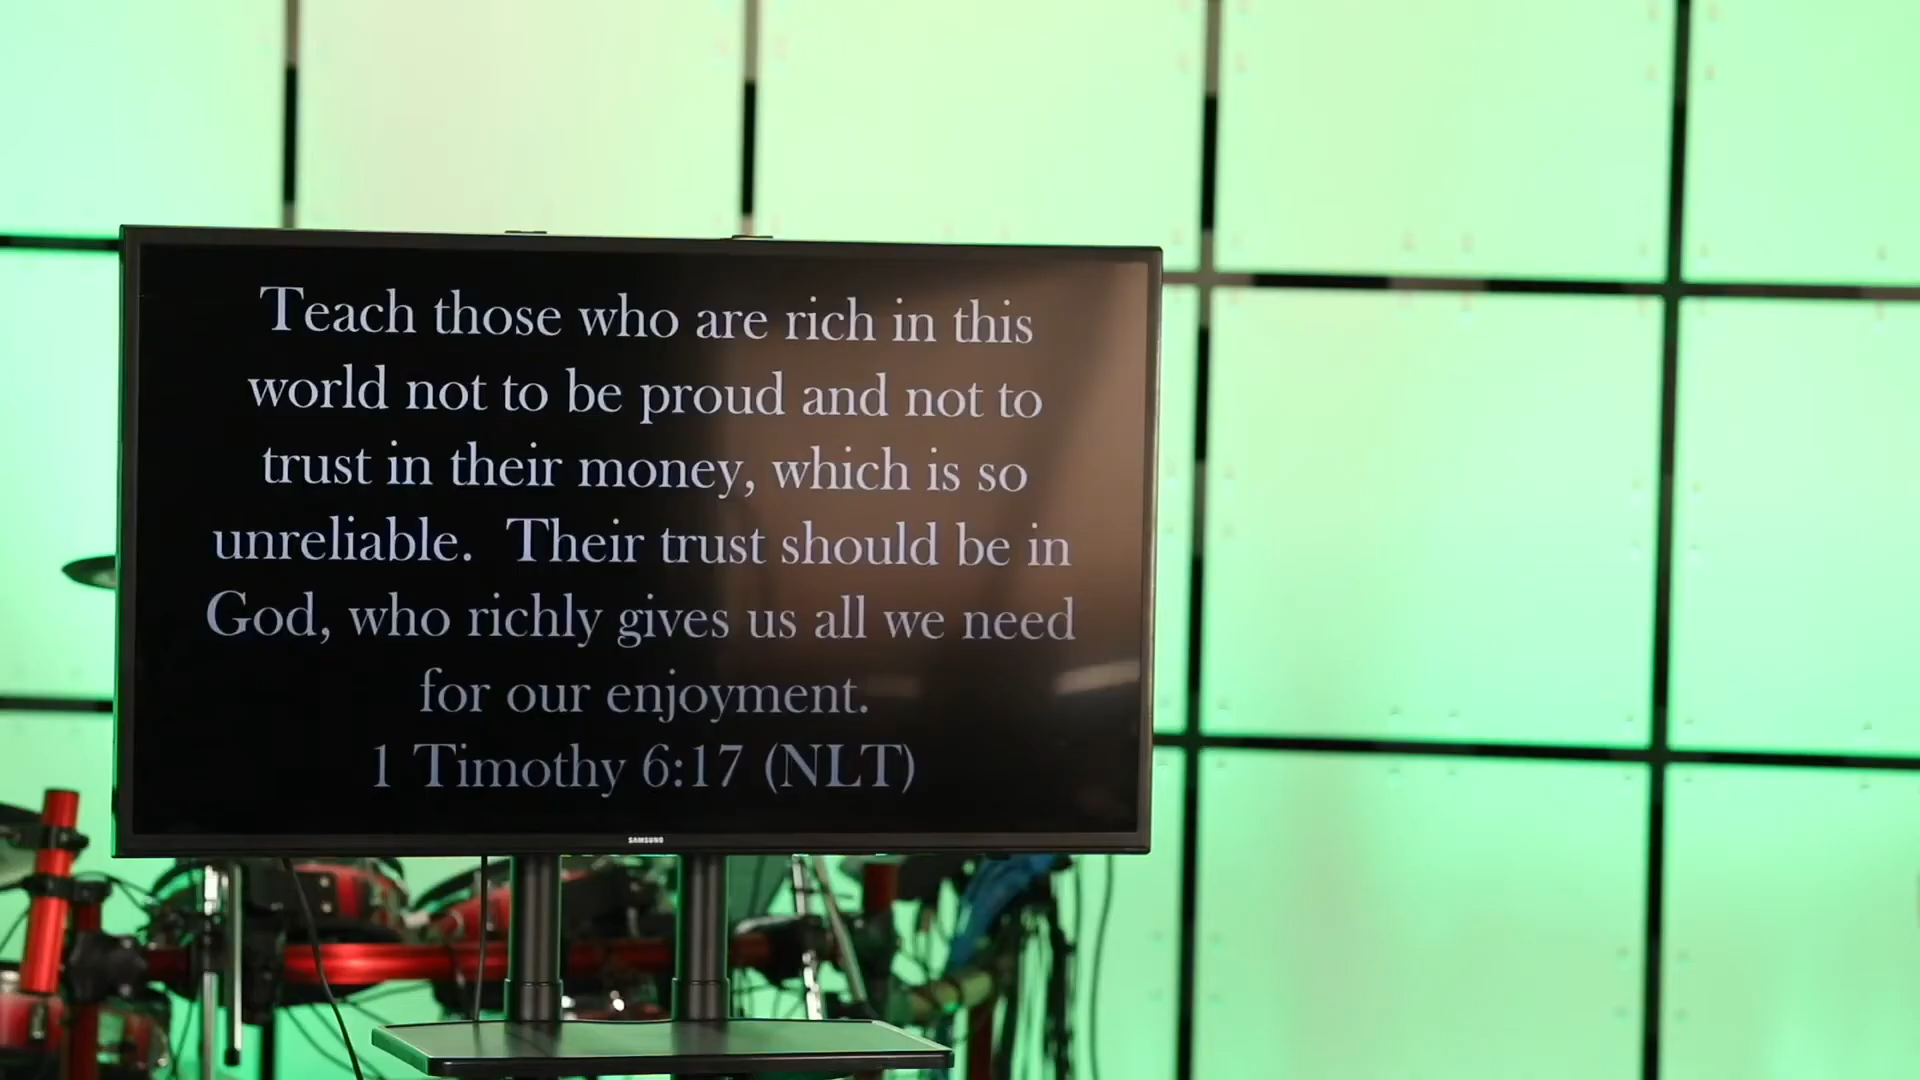 Teach those who are rich in this
world not to be proud and not to
trust in their money, which is so
unreliable.  Their trust should be in
God, who richly gives us all we need
for our enjoyment.
1 Timothy 6:17 (NLT)
SAMSUNG